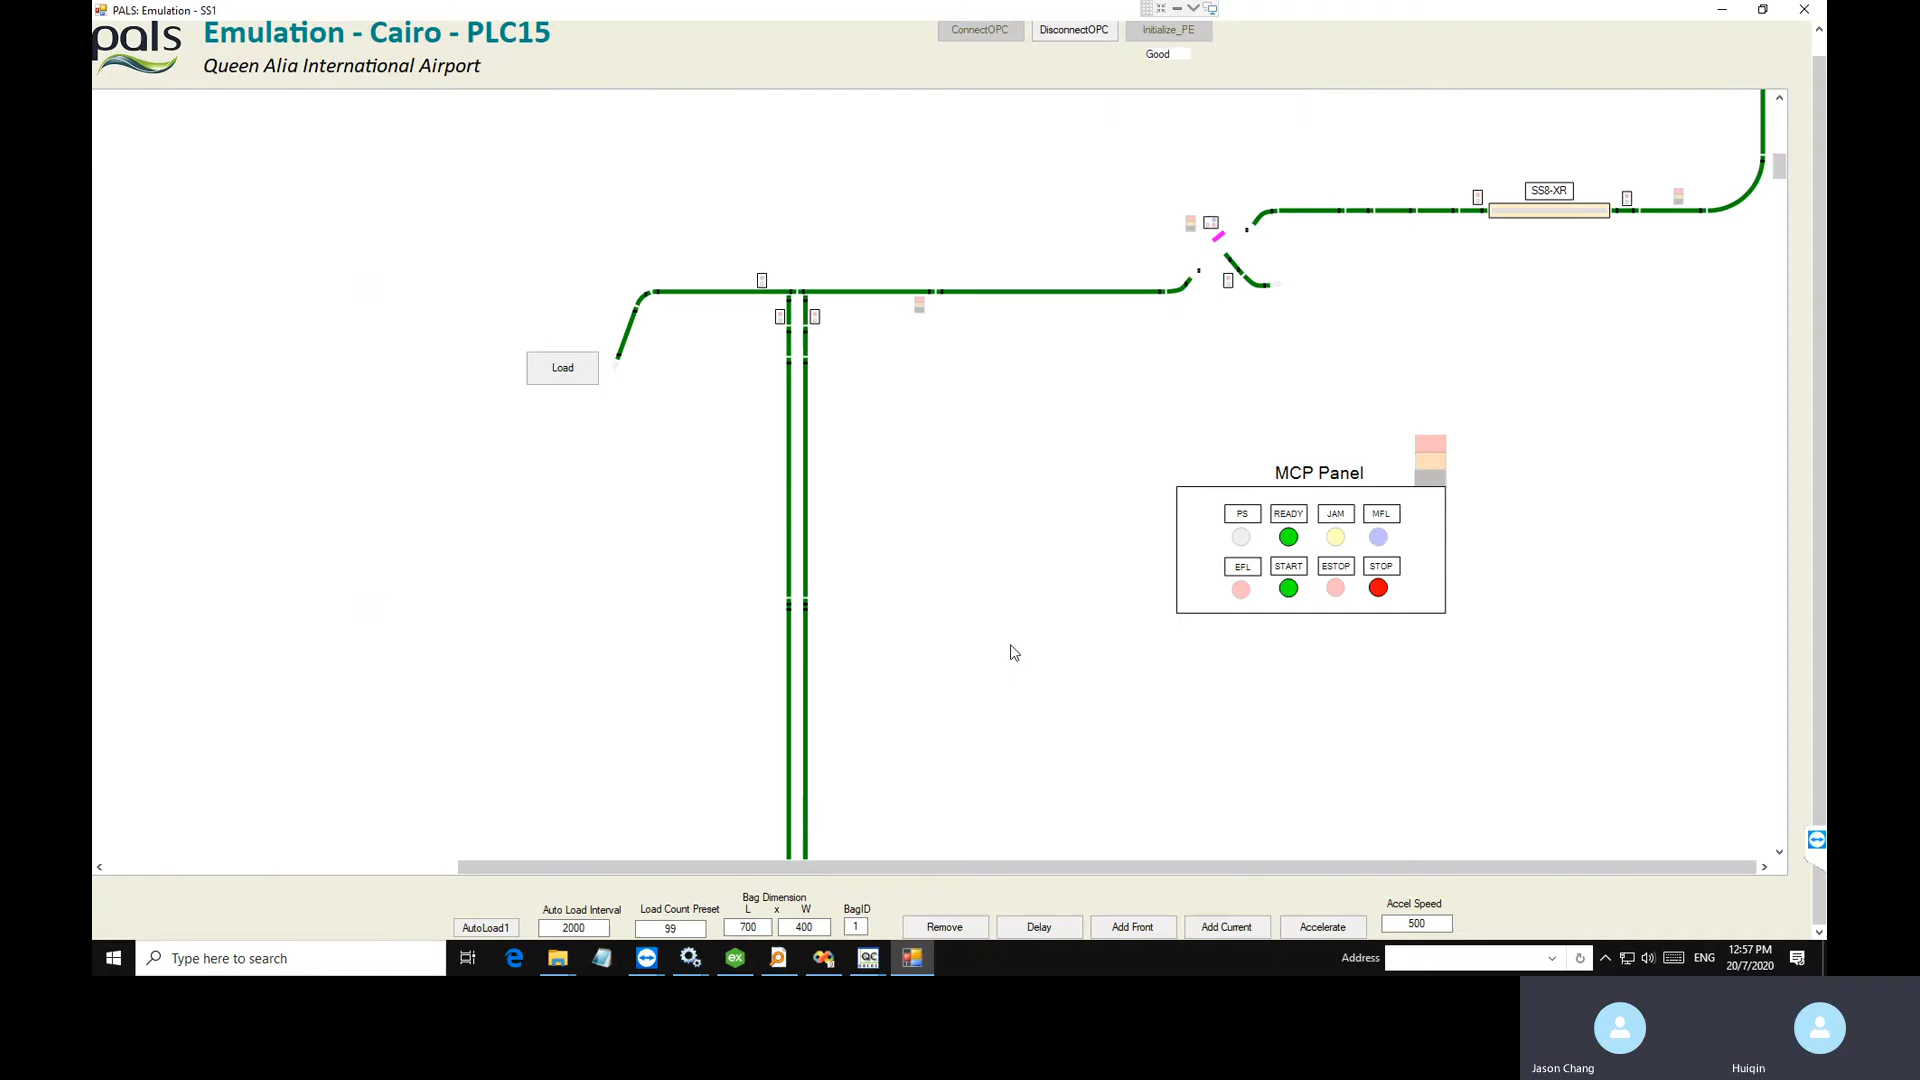 PALS: Emulation - SS1
pals
Emulation - Cairo - PLC15
Queen Alia International Airport
ConnectOPC
DisconnectOPC
Initialize_PE
Good
SS8-XR
Load
MCP Panel
PS
READY
JAM
MFL
EFL
START
ESTOP
STOP
AutoLoad1
Auto Load Interval
2000
Load Count Preset
99
Bag Dimension
L x W
700
400
BagID
1
Remove
Delay
Add Front
Add Current
Accelerate
Accel Speed
500
Type here to search
ex
QC
Address
ENG
12:57 PM
20/7/2020
Jason Chang
Huiqin